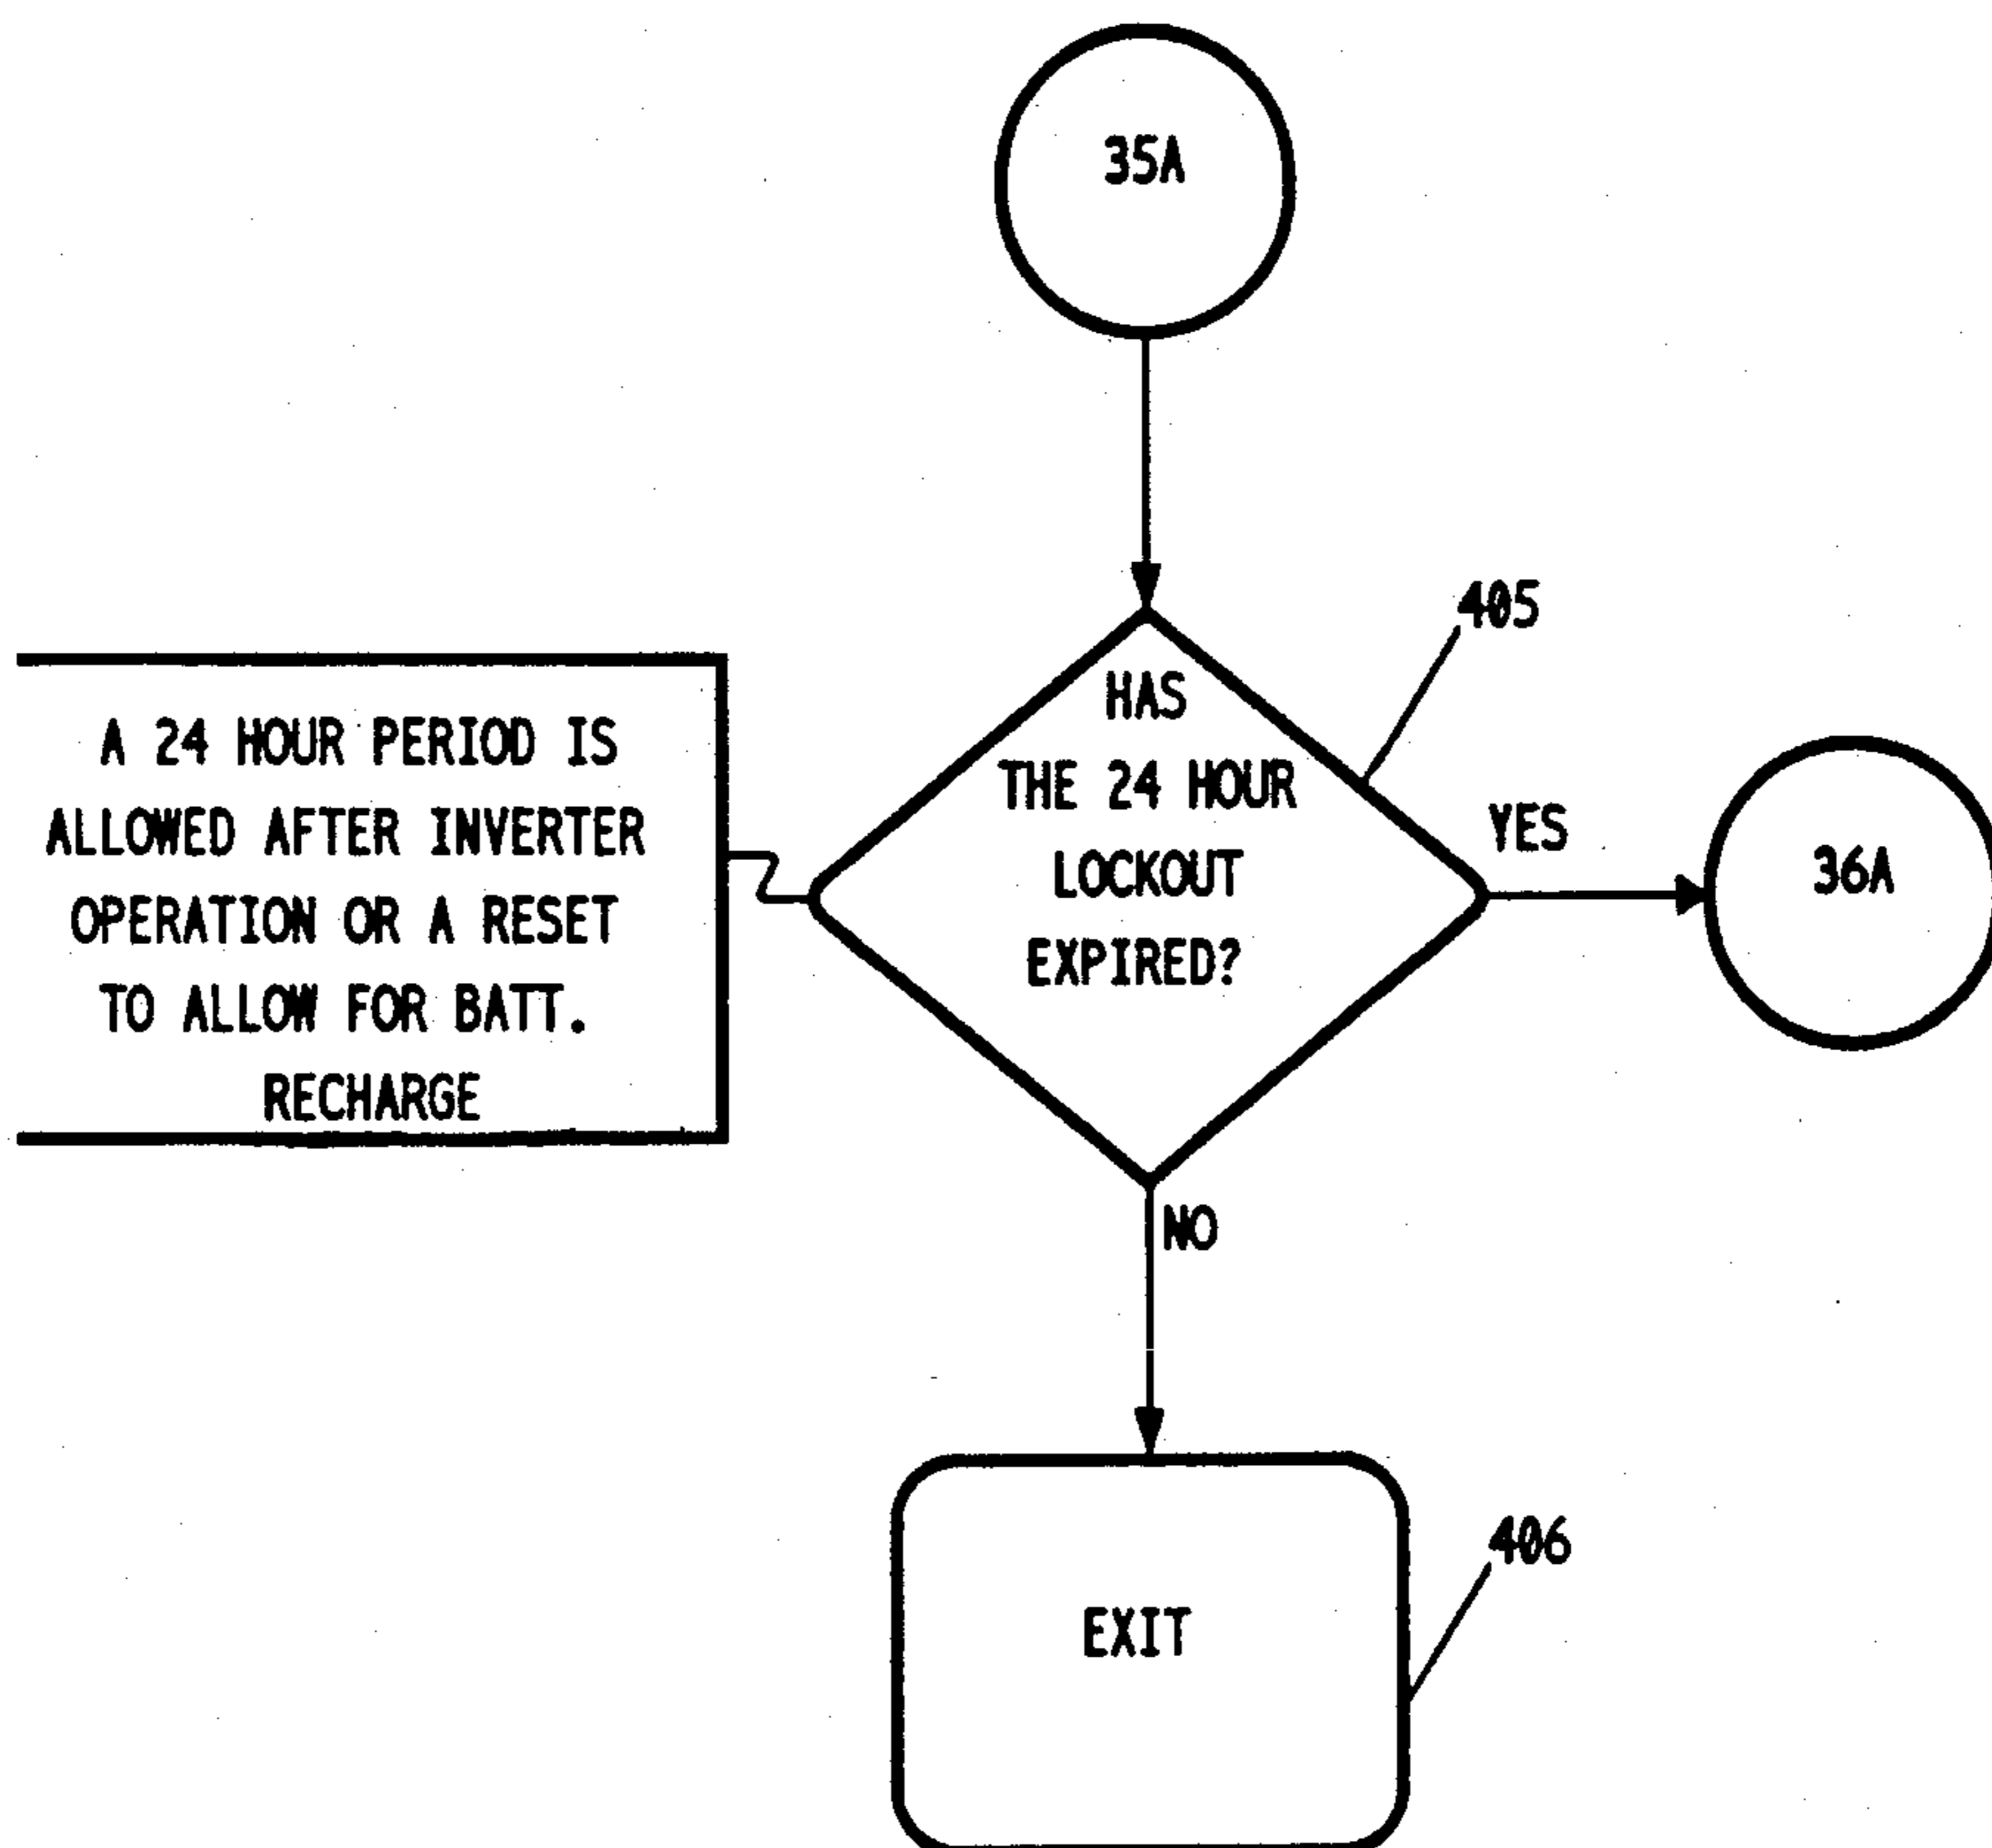 35A
405
HAS
THE 24 HOUR
LOCKOUT
EXPIRED?
A 24 HOUR PERIOD IS
ALLOWED AFTER INVERTER
OPERATION OR A RESET
TO ALLOW FOR BATT.
RECHARGE
YES
36A
NO
EXIT
406